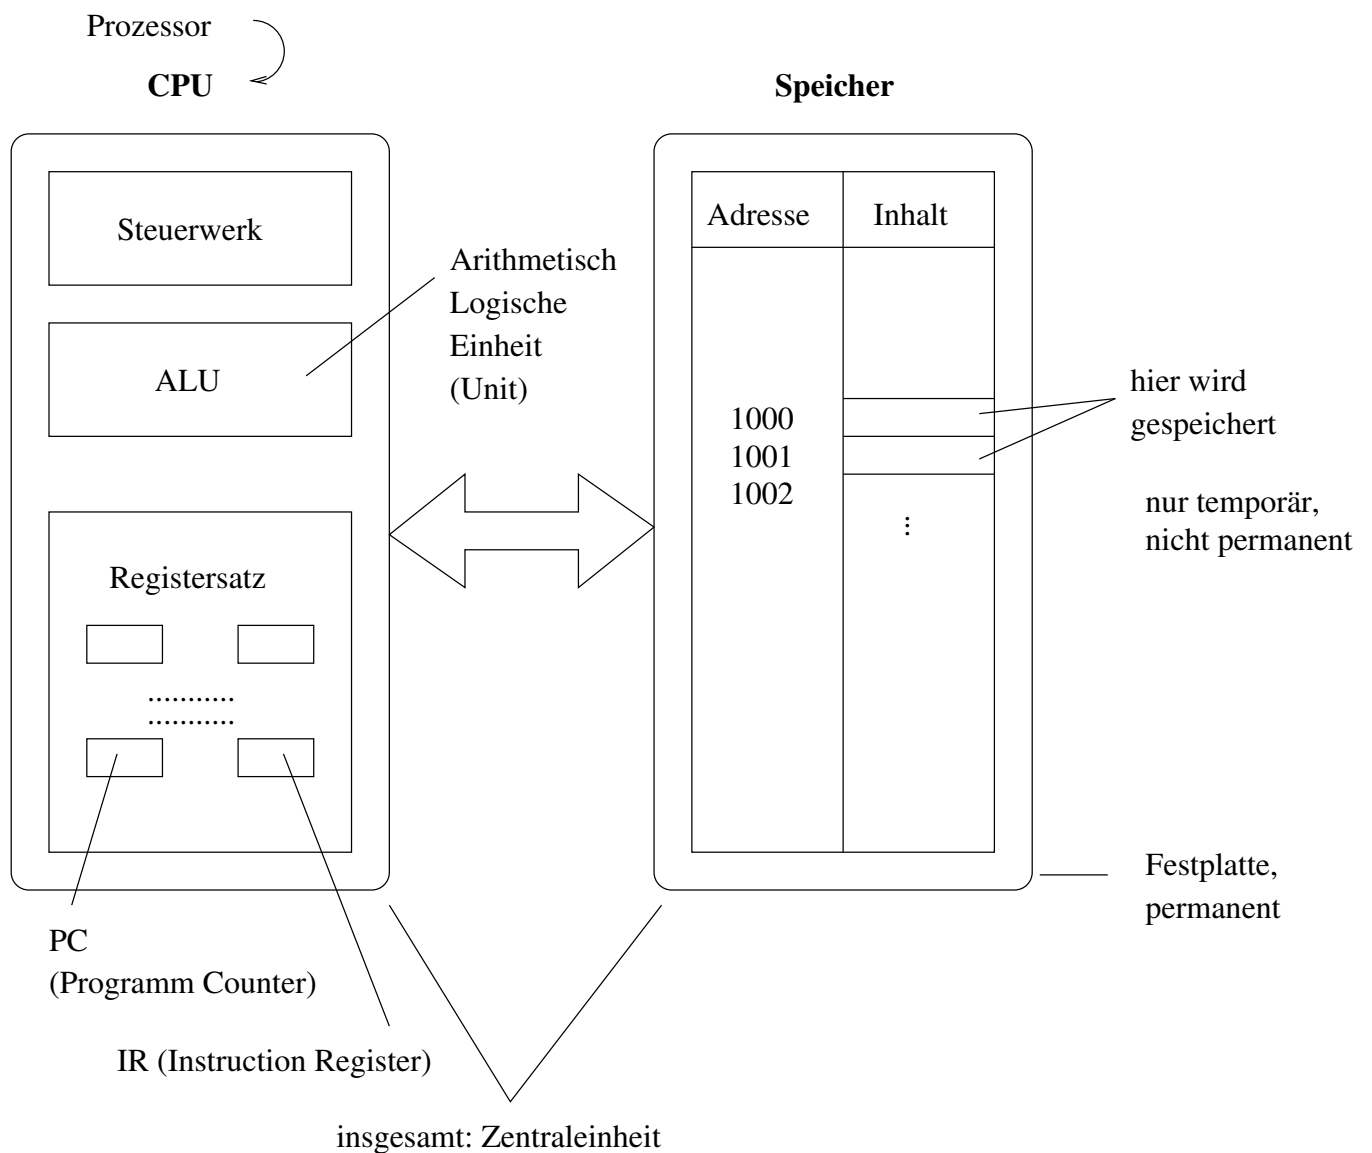 Prozessor
CPU
Speicher
Steuerwerk
ALU
Arithmetisch
Logische
Einheit
(Unit)
Registersatz
...........
...........
PC
(Programm Counter)
IR (Instruction Register)
Adresse
Inhalt
1000
1001
1002
...
hier wird
gespeichert
nur temporär,
nicht permanent
Festplatte,
permanent
insgesamt: Zentraleinheit